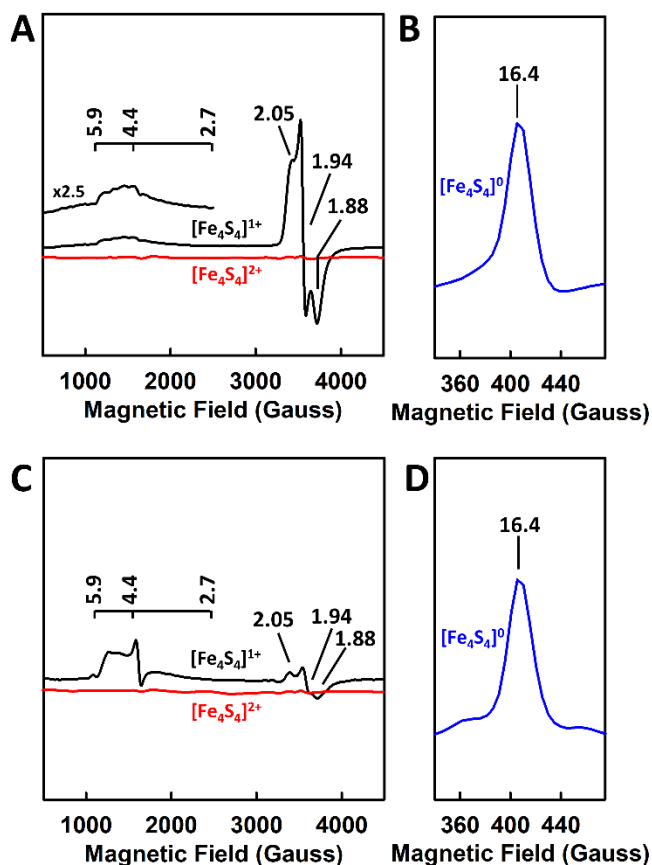 A
5.9
4.4
2.7
2.05
1.94
1.88
x2.5
[Fe₄S₄]¹⁺
[Fe₄S₄]²⁺
1000 2000 3000 4000
Magnetic Field (Gauss)
B
16.4
[Fe₄S₄]⁰
360 400 440
Magnetic Field (Gauss)
C
5.9
4.4
2.7
2.05
1.94
1.88
[Fe₄S₄]¹⁺
[Fe₄S₄]²⁺
1000 2000 3000 4000
Magnetic Field (Gauss)
D
16.4
[Fe₄S₄]⁰
360 400 440
Magnetic Field (Gauss)